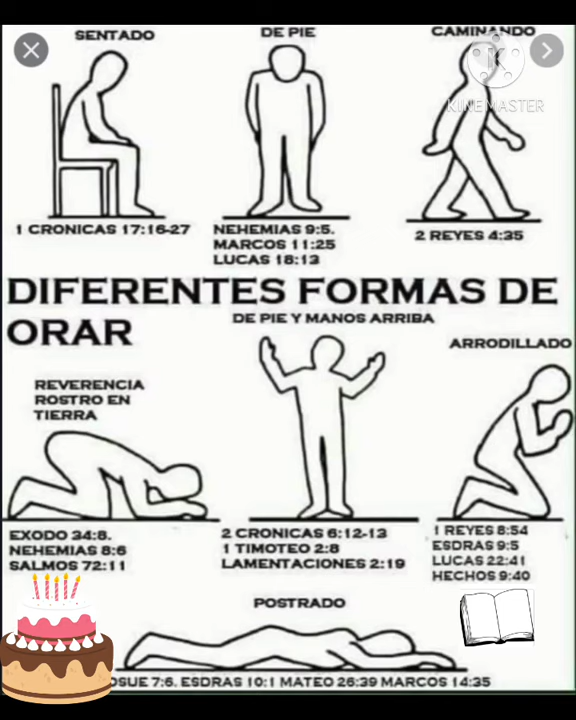 SENTADO
DE PIE
CAMINANDO
KINEMASTER
1 CRONICAS 17:16-27
NEHEMIAS 9:5.
MARCOS 11:25
LUCAS 18:13
2 REYES 4:35
DIFERENTES FORMAS DE
ORAR
DE PIE Y MANOS ARRIBA
ARRODILLADO
REVERENCIA
ROSTRO EN
TIERRA
EXODO 34:8.
NEHEMIAS 8:6
SALMOS 72:11
2 CRONICAS 6:12-13
1 TIMOTEO 2:8
LAMENTACIONES 2:19
1 REYES 8:54
ESDRAS 9:5
LUCAS 22:41
HECHOS 9:40
POSTRADO
OSUE 7:6. ESDRAS 10:1 MATEO 26:39 MARCOS 14:35